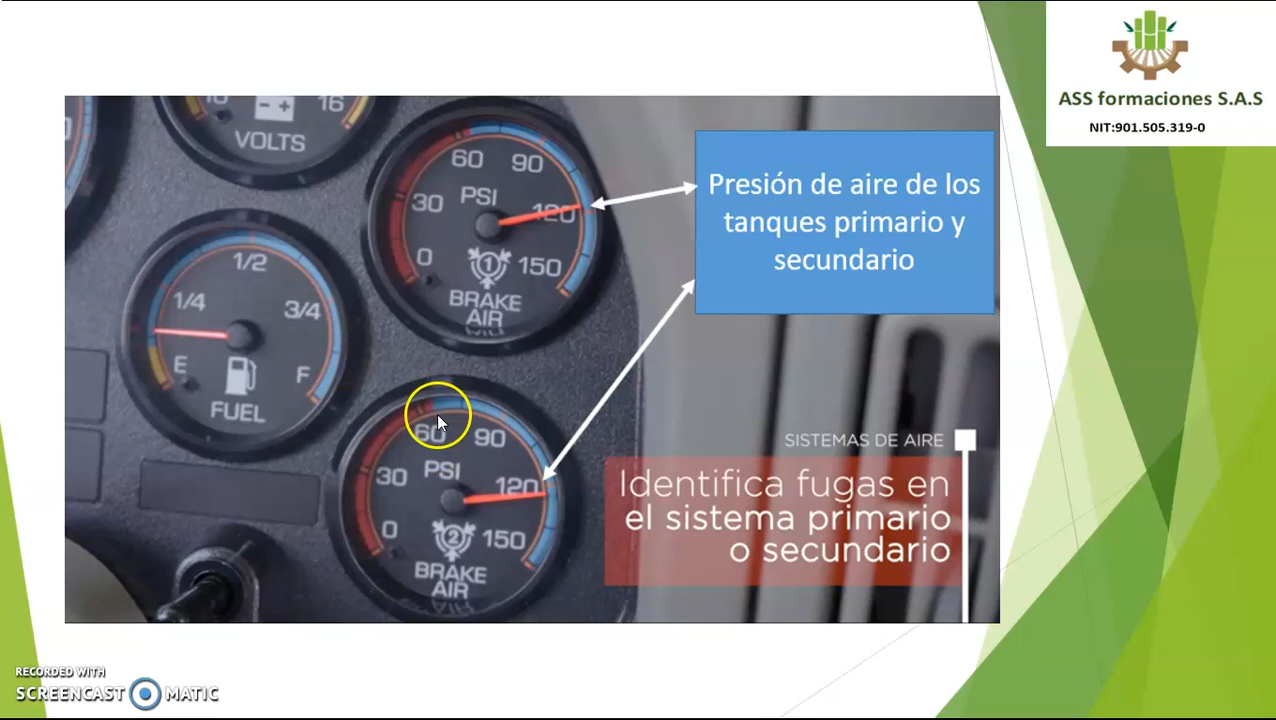 ASS formaciones S.A.S
NIT:901.505.319-0
16
VOLTS
60 90
PSI
30 120
0 150
1
BRAKE
AIR
Presión de aire de los
tanques primario y
secundario
1/2
1/4 3/4
E F
FUEL
60 90
PSI
30 120
0 150
2
BRAKE
AIR
SISTEMAS DE AIRE
Identifica fugas en
el sistema primario
o secundario
RECORDED WITH
SCREENCAST MATIC